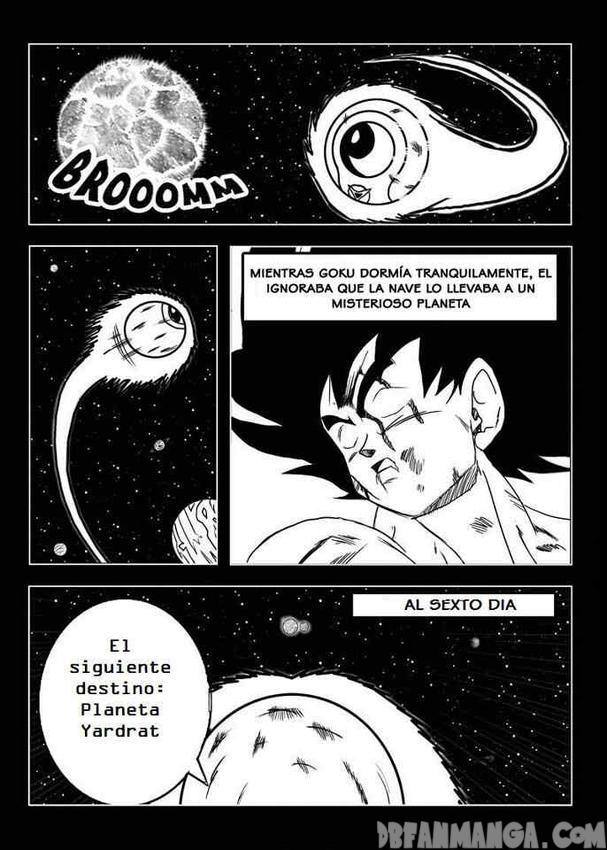 BROOOMM
MIENTRAS GOKU DORMÍA TRANQUILAMENTE, EL
IGNORABA QUE LA NAVE LO LLEVABA A UN
MISTERIOSO PLANETA
AL SEXTO DIA
El
siguiente
destino:
Planeta
Yardrat
DBFANMANGA.COM